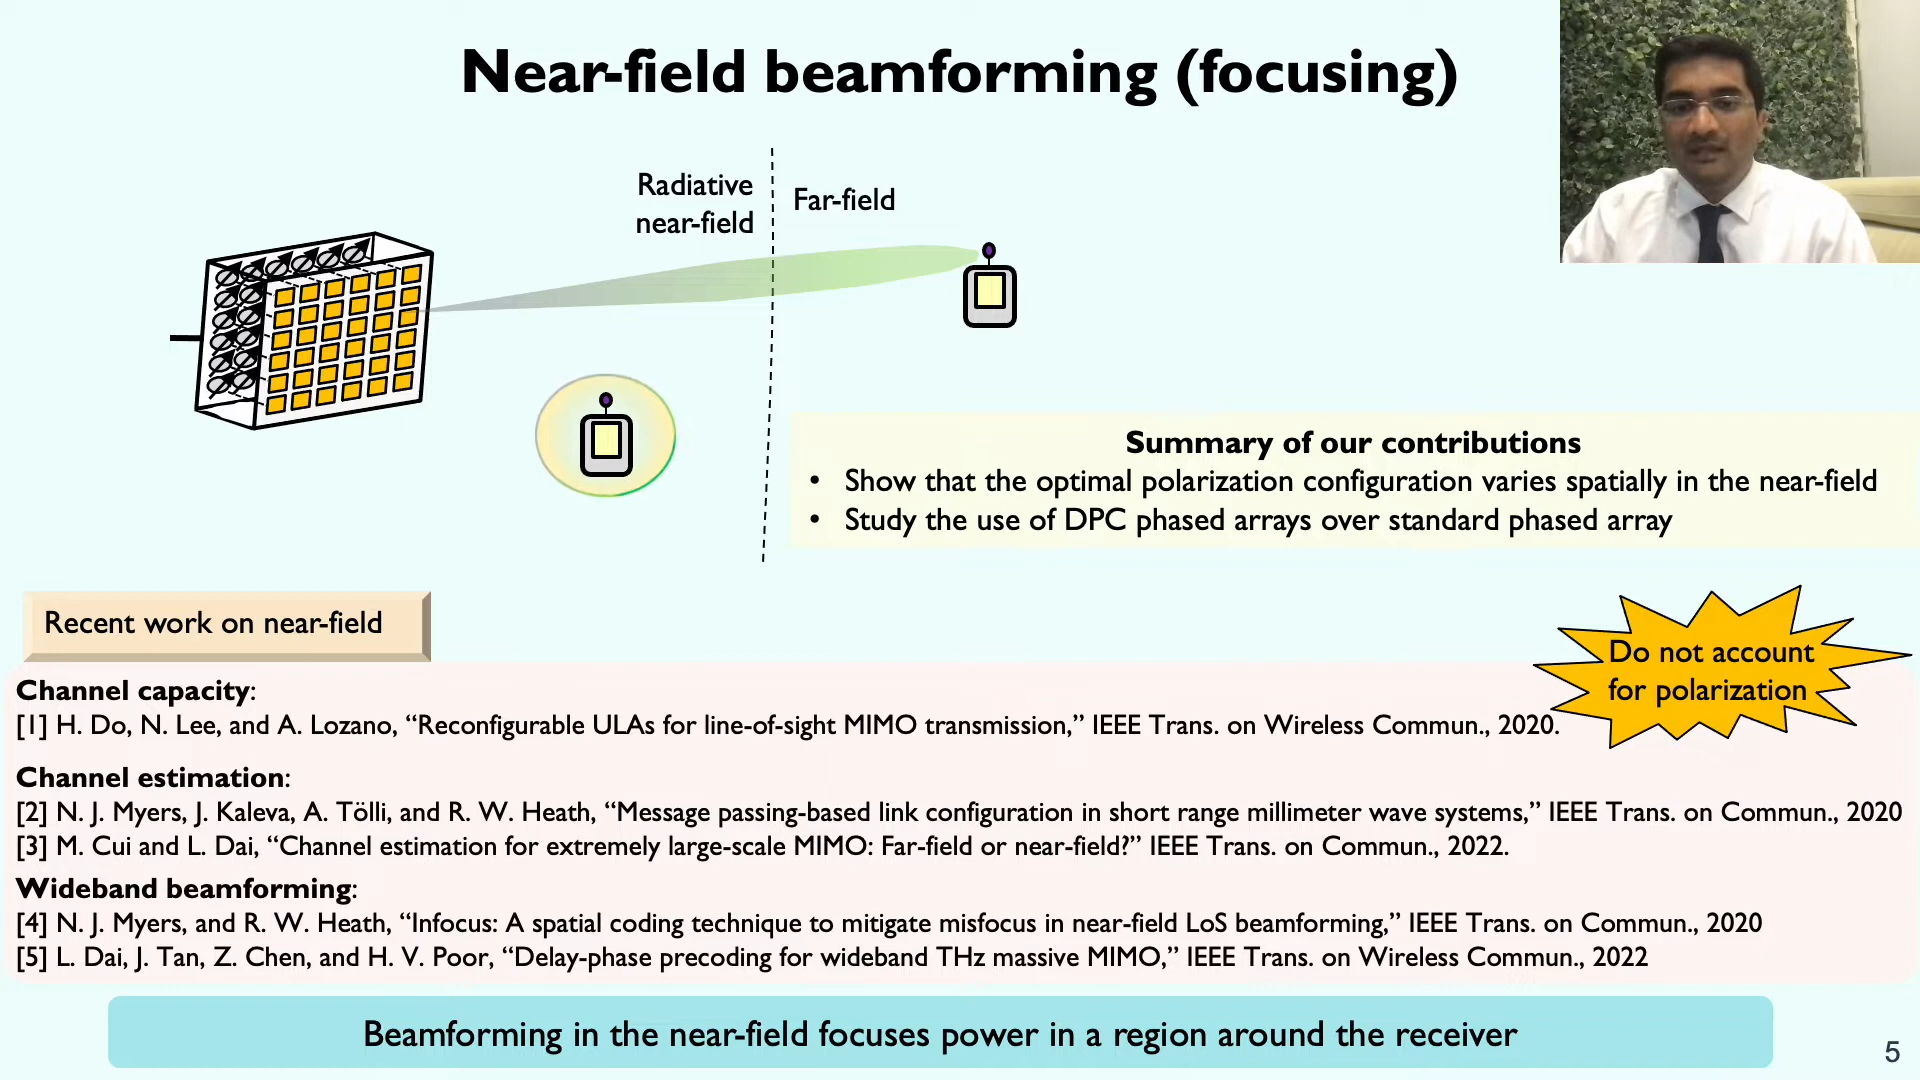 Near-field beamforming (focusing)
Radiative
near-field
Far-field
Summary of our contributions
• Show that the optimal polarization configuration varies spatially in the near-field
• Study the use of DPC phased arrays over standard phased array
Recent work on near-field
Do not account
for polarization
Channel capacity:
[1] H. Do, N. Lee, and A. Lozano, “Reconfigurable ULAs for line-of-sight MIMO transmission,” IEEE Trans. on Wireless Commun., 2020.
Channel estimation:
[2] N. J. Myers, J. Kaleva, A. Tölli, and R. W. Heath, “Message passing-based link configuration in short range millimeter wave systems,” IEEE Trans. on Commun., 2020
[3] M. Cui and L. Dai, “Channel estimation for extremely large-scale MIMO: Far-field or near-field?” IEEE Trans. on Commun., 2022.
Wideband beamforming:
[4] N. J. Myers, and R. W. Heath, “Infocus: A spatial coding technique to mitigate misfocus in near-field LoS beamforming,” IEEE Trans. on Commun., 2020
[5] L. Dai, J. Tan, Z. Chen, and H. V. Poor, “Delay-phase precoding for wideband THz massive MIMO,” IEEE Trans. on Wireless Commun., 2022
Beamforming in the near-field focuses power in a region around the receiver
5